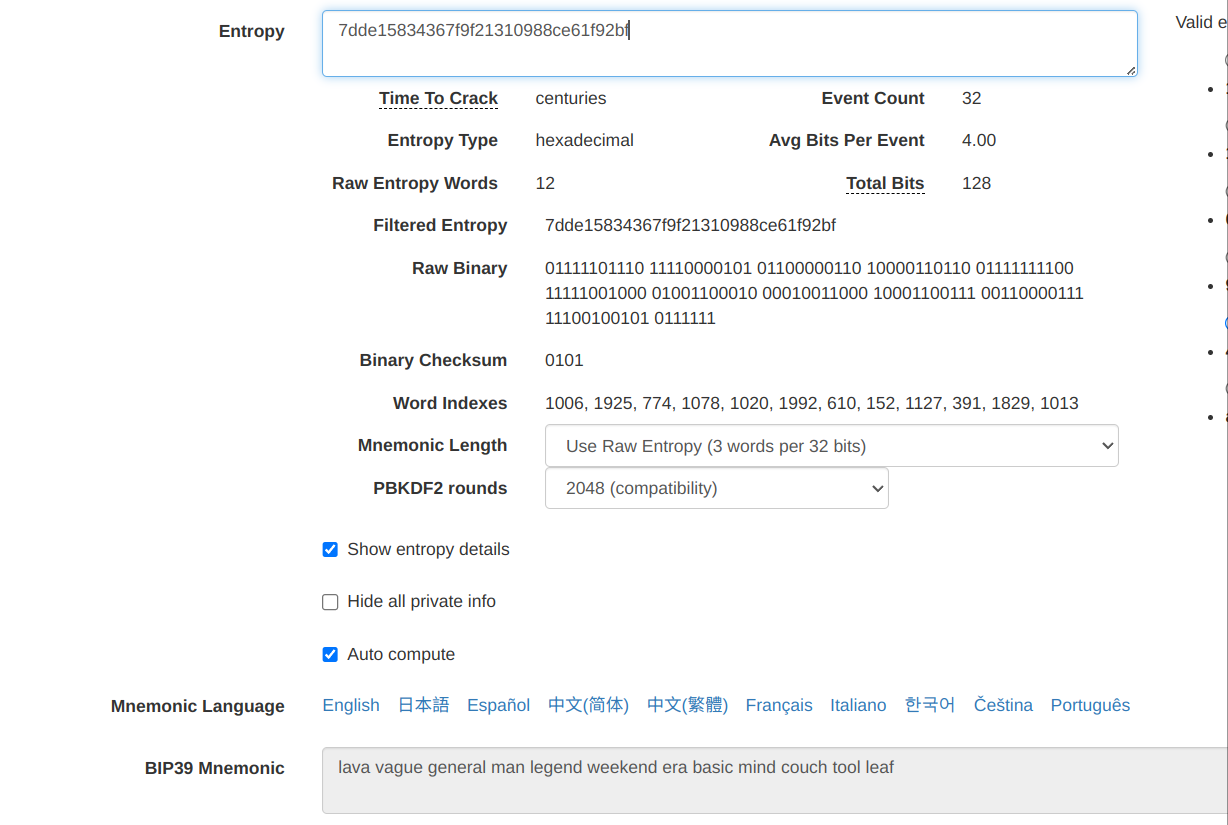 Entropy 7dde15834367f9f21310988ce61f92bf Valid e
Time To Crack centuries Event Count 32
Entropy Type hexadecimal Avg Bits Per Event 4.00
Raw Entropy Words 12 Total Bits 128
Filtered Entropy 7dde15834367f9f21310988ce61f92bf
Raw Binary 01111101110 11110000101 01100000110 10000110110 01111111100
11111001000 01001100010 00010011000 10001100111 00110000111
11100100101 0111111
Binary Checksum 0101
Word Indexes 1006, 1925, 774, 1078, 1020, 1992, 610, 152, 1127, 391, 1829, 1013
Mnemonic Length Use Raw Entropy (3 words per 32 bits)
PBKDF2 rounds 2048 (compatibility)
Show entropy details
Hide all private info
Auto compute
Mnemonic Language English 日本語 Español 中文(简体) 中文(繁體) Français Italiano 한국어 Čeština Português
BIP39 Mnemonic lava vague general man legend weekend era basic mind couch tool leaf